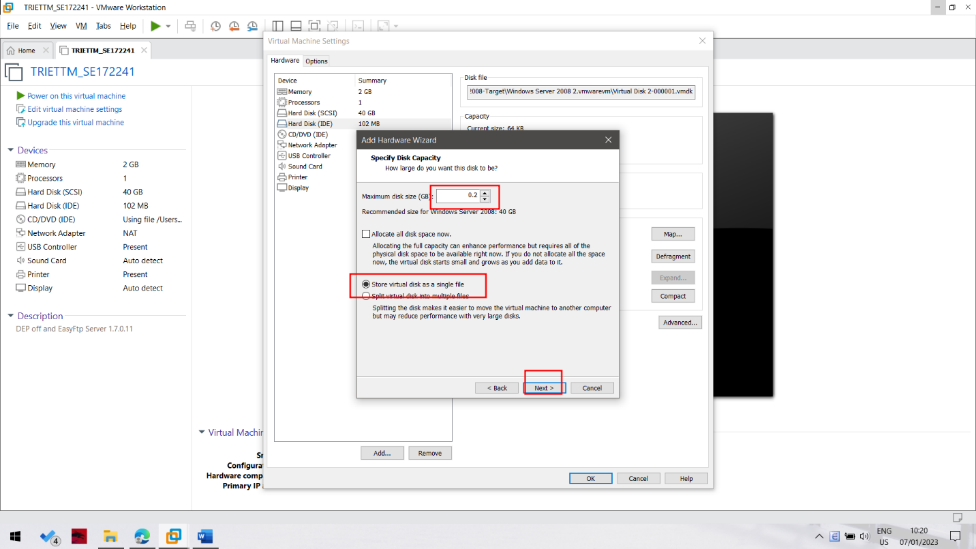 TRIETTM_SE172241 - VMware Workstation
File Edit View VM Tabs Help
Home TRIETTM_SE172241
TRIETTM_SE172241
Power on this virtual machine
Edit virtual machine settings
Upgrade this virtual machine
Devices
Memory 2 GB
Processors 1
Hard Disk (SCSI) 40 GB
Hard Disk (IDE) 102 MB
CD/DVD (IDE) Using file /Users...
Network Adapter NAT
USB Controller Present
Sound Card Auto detect
Printer Present
Display Auto detect
Description
DEP off and EasyFtp Server 1.7.0.11
Virtual Machin
Configurat
Hardware comp
Primary IP
Virtual Machine Settings
Hardware Options
Device Summary
Memory 2 GB
Processors 1
Hard Disk (SCSI) 40 GB
Hard Disk (IDE) 102 MB
CD/DVD (IDE)
Network Adapter
USB Controller
Sound Card
Printer
Display
Add... Remove
Disk file
!008-Target\Windows Server 2008 2.vmwarevm\Virtual Disk 2-000001.vmdk
Capacity
Current size: 64 KB
Map...
Defragment
Expand...
Compact
Advanced...
OK Cancel Help
Add Hardware Wizard
Specify Disk Capacity
How large do you want this disk to be?
Maximum disk size (GB): 0.2
Recommended size for Windows Server 2008: 40 GB
Allocate all disk space now.
Allocating the full capacity can enhance performance but requires all of the
physical disk space to be available right now. If you do not allocate all the
space now, the virtual disk starts small and grows as you add data to it.
Store virtual disk as a single file
Split virtual disk into multiple files
Splitting the disk makes it easier to move the virtual machine to another computer
but may reduce performance with very large disks.
< Back Next > Cancel
4
ENG
US
10:20
07/01/2023